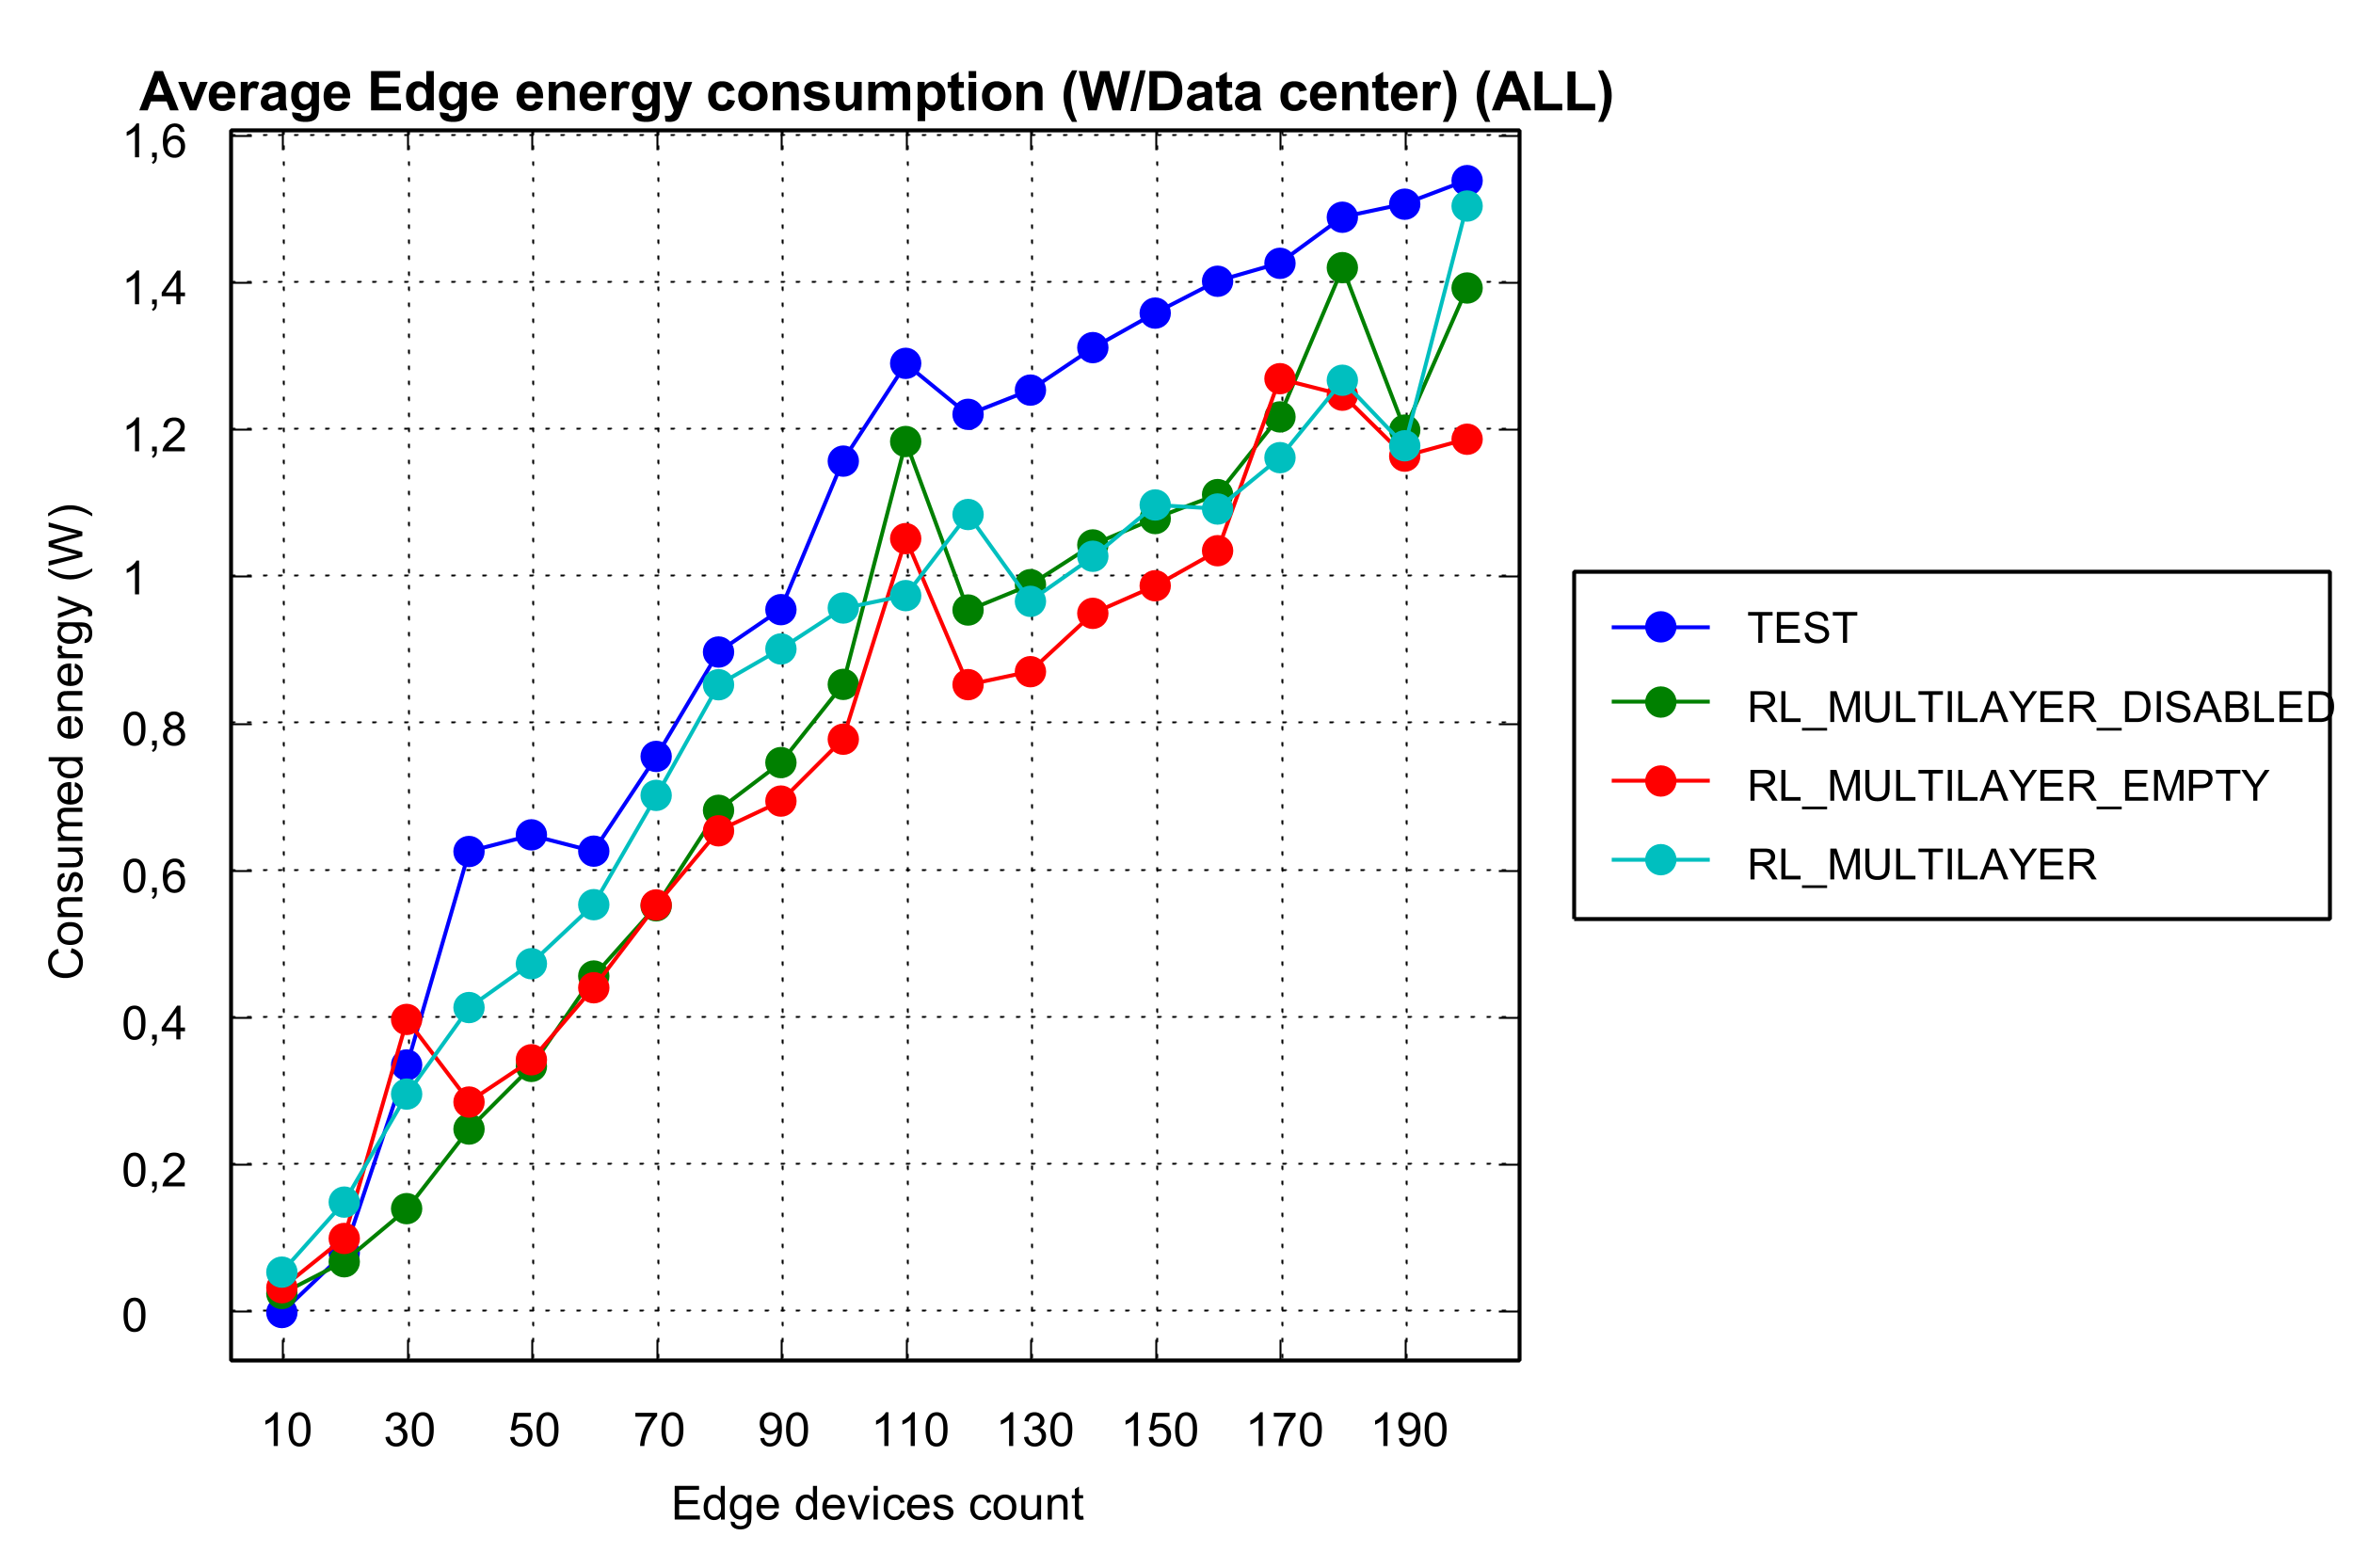 Average Edge energy consumption (W/Data center) (ALL)
1,6
1,4
1,2
1
0,8
0,6
0,4
0,2
0
Consumed energy (W)
10 30 50 70 90 110 130 150 170 190
Edge devices count
TEST
RL_MULTILAYER_DISABLED
RL_MULTILAYER_EMPTY
RL_MULTILAYER